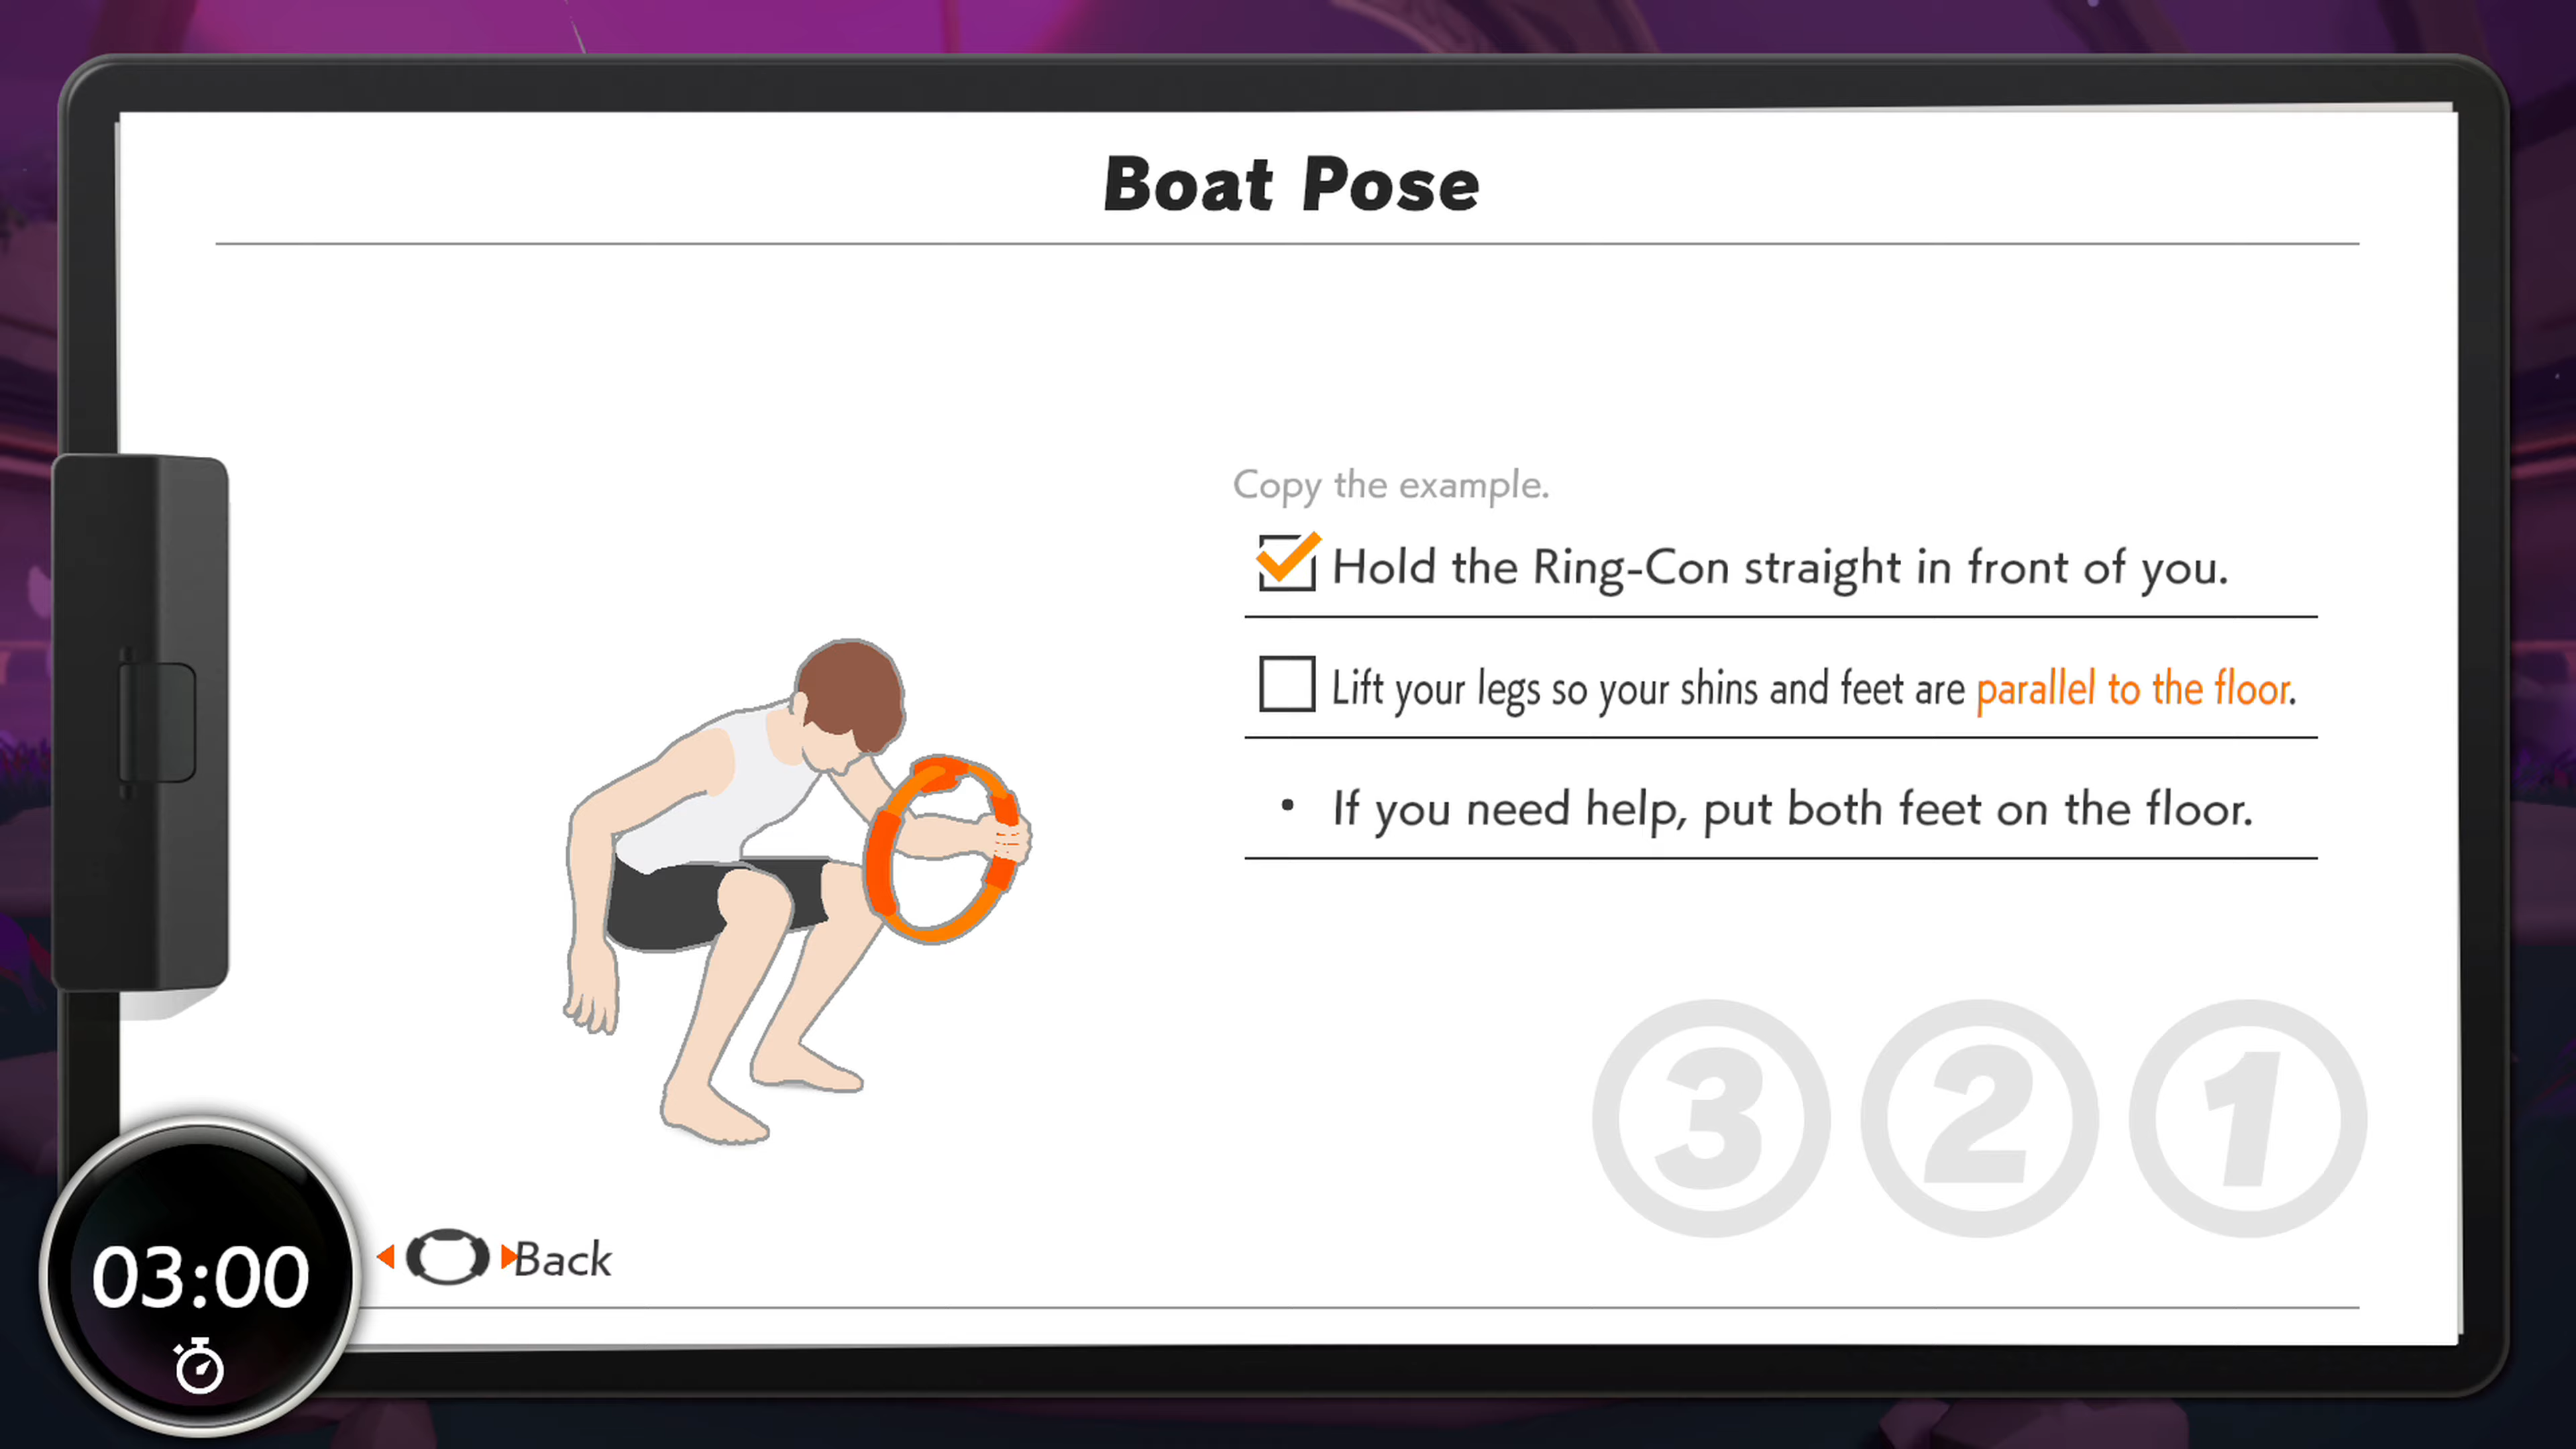 Boat Pose
Copy the example.
Hold the Ring-Con straight in front of you.
Lift your legs so your shins and feet are parallel to the floor.
• If you need help, put both feet on the floor.
3 2 1
Back
03:00